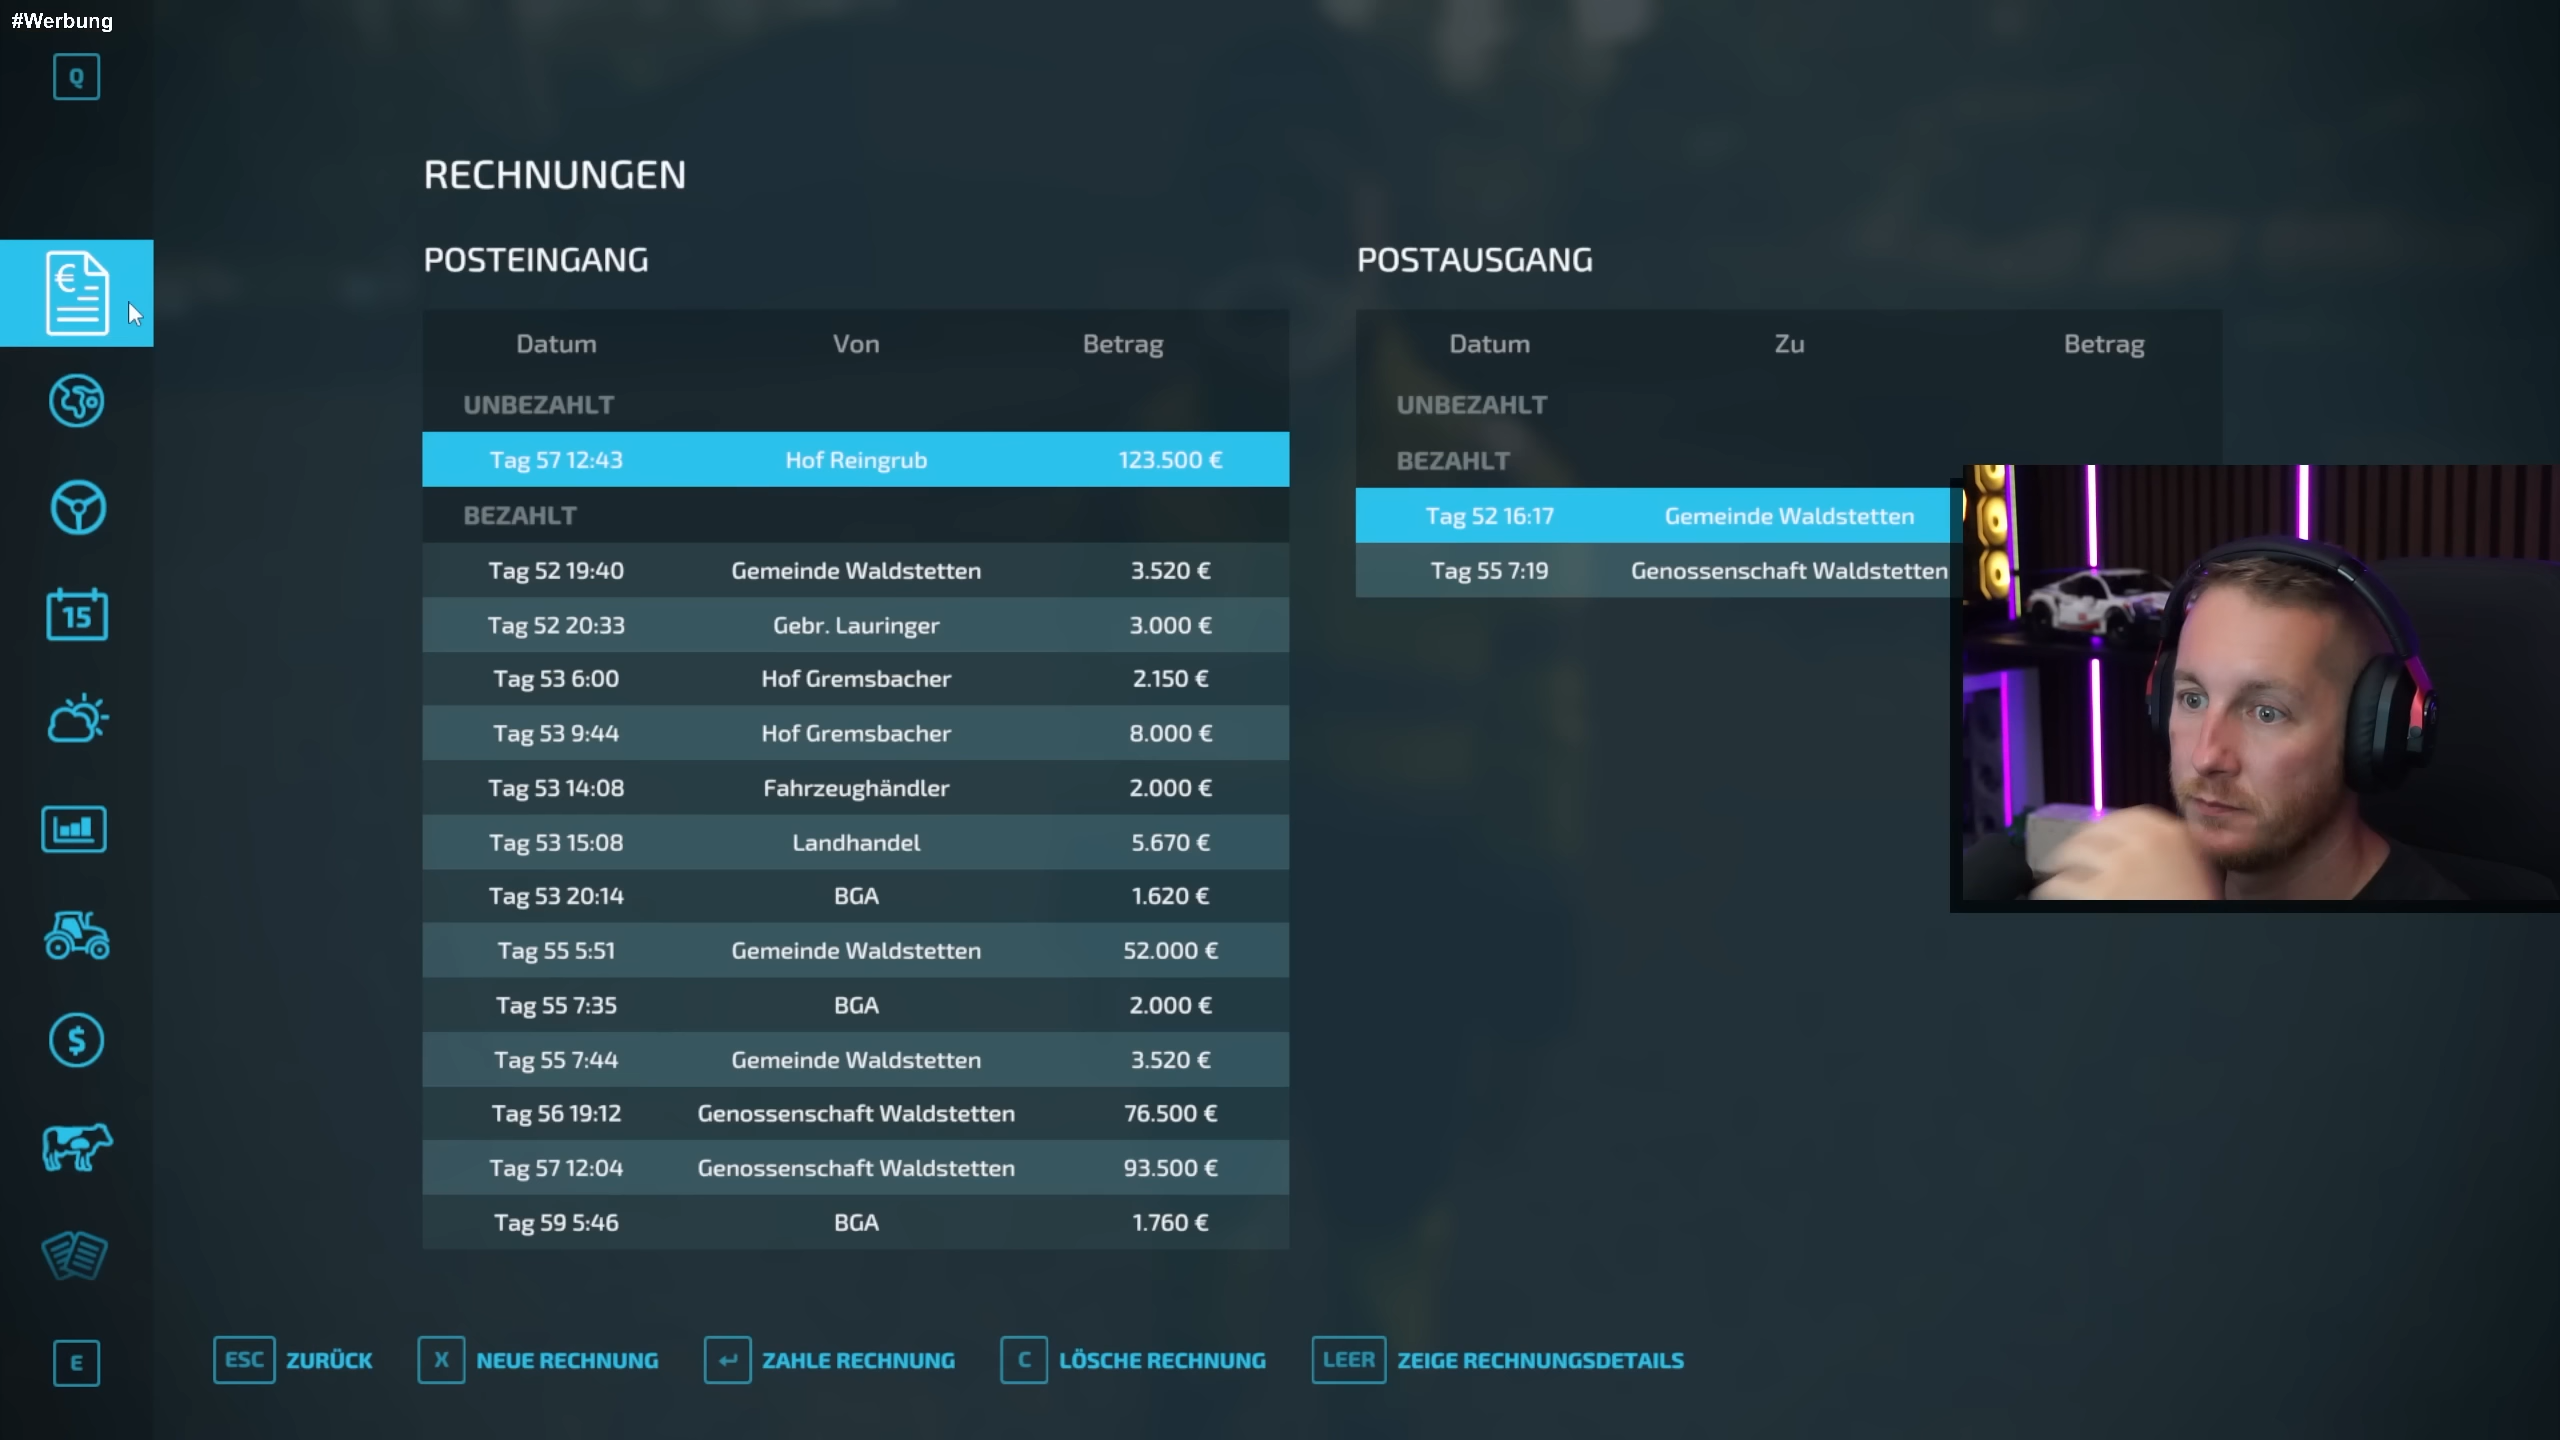 #Werbung
Q
RECHNUNGEN
POSTEINGANG
Datum Von Betrag
UNBEZAHLT
Tag 57 12:43 Hof Reingrub 123.500 €
BEZAHLT
Tag 52 19:40 Gemeinde Waldstetten 3.520 €
Tag 52 20:33 Gebr. Lauringer 3.000 €
Tag 53 6:00 Hof Gremsbacher 2.150 €
Tag 53 9:44 Hof Gremsbacher 8.000 €
Tag 53 14:08 Fahrzeughändler 2.000 €
Tag 53 15:08 Landhandel 5.670 €
Tag 53 20:14 BGA 1.620 €
Tag 55 5:51 Gemeinde Waldstetten 52.000 €
Tag 55 7:35 BGA 2.000 €
Tag 55 7:44 Gemeinde Waldstetten 3.520 €
Tag 56 19:12 Genossenschaft Waldstetten 76.500 €
Tag 57 12:04 Genossenschaft Waldstetten 93.500 €
Tag 59 5:46 BGA 1.760 €
POSTAUSGANG
Datum Zu Betrag
UNBEZAHLT
BEZAHLT
Tag 52 16:17 Gemeinde Waldstetten
Tag 55 7:19 Genossenschaft Waldstetten
€
15
$
E
ESC ZURÜCK X NEUE RECHNUNG ↵ ZAHLE RECHNUNG C LÖSCHE RECHNUNG LEER ZEIGE RECHNUNGSDETAILS